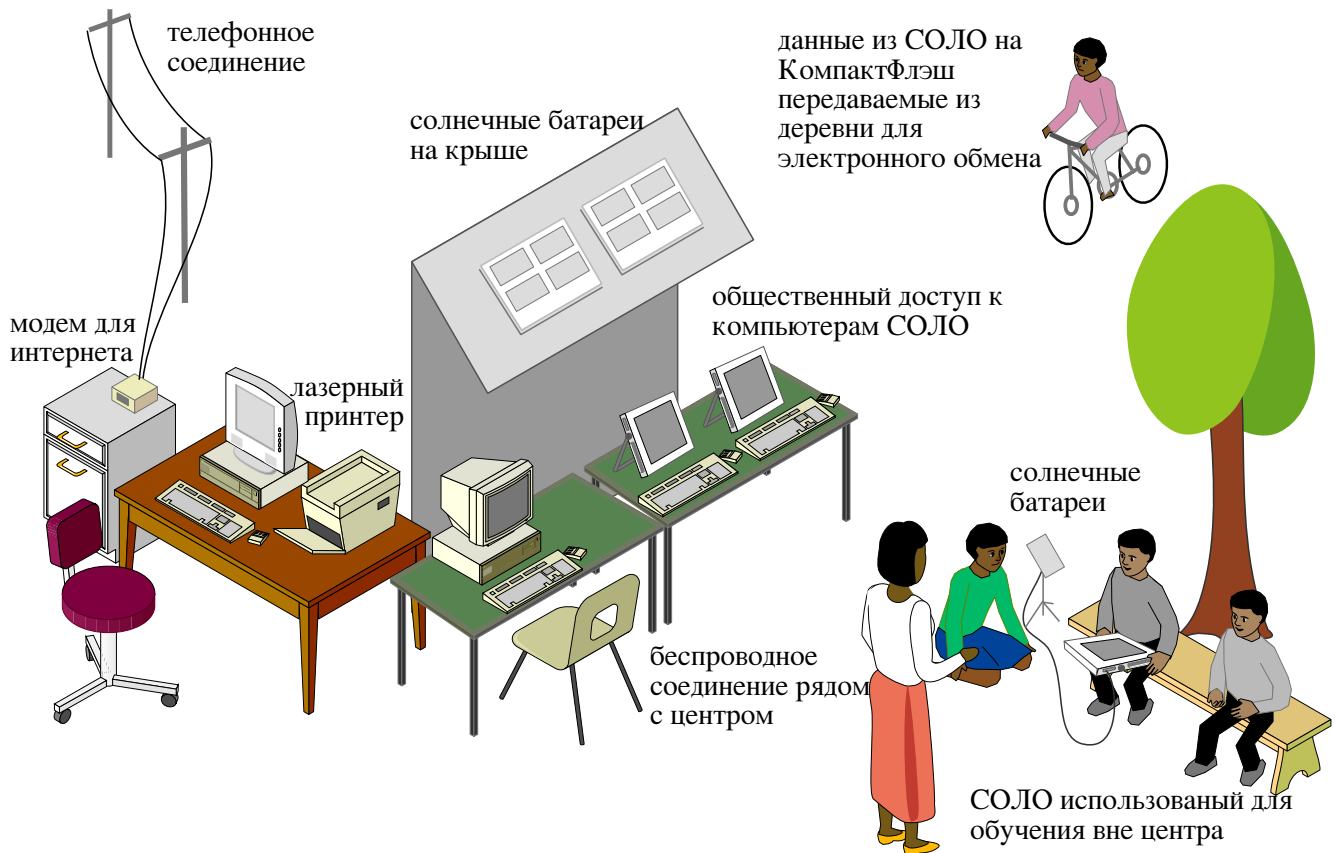 телефонное
соединение
данные из СОЛО на
КомпактФлэш
передаваемые из
деревни для
электронного обмена
солнечные батареи
на крыше
общественный доступ к
компьютерам СОЛО
модем для
интернета
лазерный
принтер
солнечные
батареи
беспроводное
соединение рядом
с центром
СОЛО использованый для
обучения вне центра